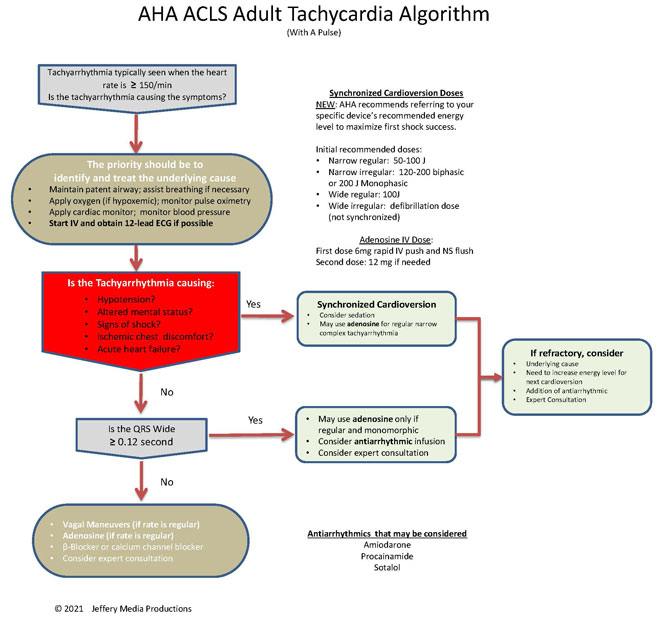 AHA ACLS Adult Tachycardia Algorithm
(With A Pulse)
Tachyarrhythmia typically seen when the heart
rate is ≥ 150/min
Is the tachyarrhythmia causing the symptoms?
The priority should be to
identify and treat the underlying cause
• Maintain patent airway; assist breathing if necessary
• Apply oxygen (if hypoxemic); monitor pulse oximetry
• Apply cardiac monitor; monitor blood pressure
• Start IV and obtain 12-lead ECG if possible
Synchronized Cardioversion Doses
NEW: AHA recommends referring to your
specific device's recommended energy
level to maximize first shock success.
Initial recommended doses:
• Narrow regular: 50-100 J
• Narrow irregular: 120-200 biphasic
or 200 J Monophasic
• Wide regular: 100J
• Wide irregular: defibrillation dose
(not synchronized)
Adenosine IV Dose:
First dose 6mg rapid IV push and NS flush
Second dose: 12 mg if needed
Is the Tachyarrhythmia causing:
• Hypotension?
• Altered mental status?
• Signs of shock?
• Ischemic chest discomfort?
• Acute heart failure?
Yes
Synchronized Cardioversion
• Consider sedation
• May use adenosine for regular narrow
complex tachyarrhythmia
If refractory, consider
• Underlying cause
• Need to increase energy level for
next cardioversion
• Addition of antiarrhythmic
• Expert Consultation
No
Is the QRS Wide
≥ 0.12 second
Yes
• May use adenosine only if
regular and monomorphic
• Consider antiarrhythmic infusion
• Consider expert consultation
No
• Vagal Maneuvers (if rate is regular)
• Adenosine (if rate is regular)
• β-Blocker or calcium channel blocker
• Consider expert consultation
Antiarrhythmics that may be considered
Amiodarone
Procainamide
Sotalol
© 2021 Jeffery Media Productions